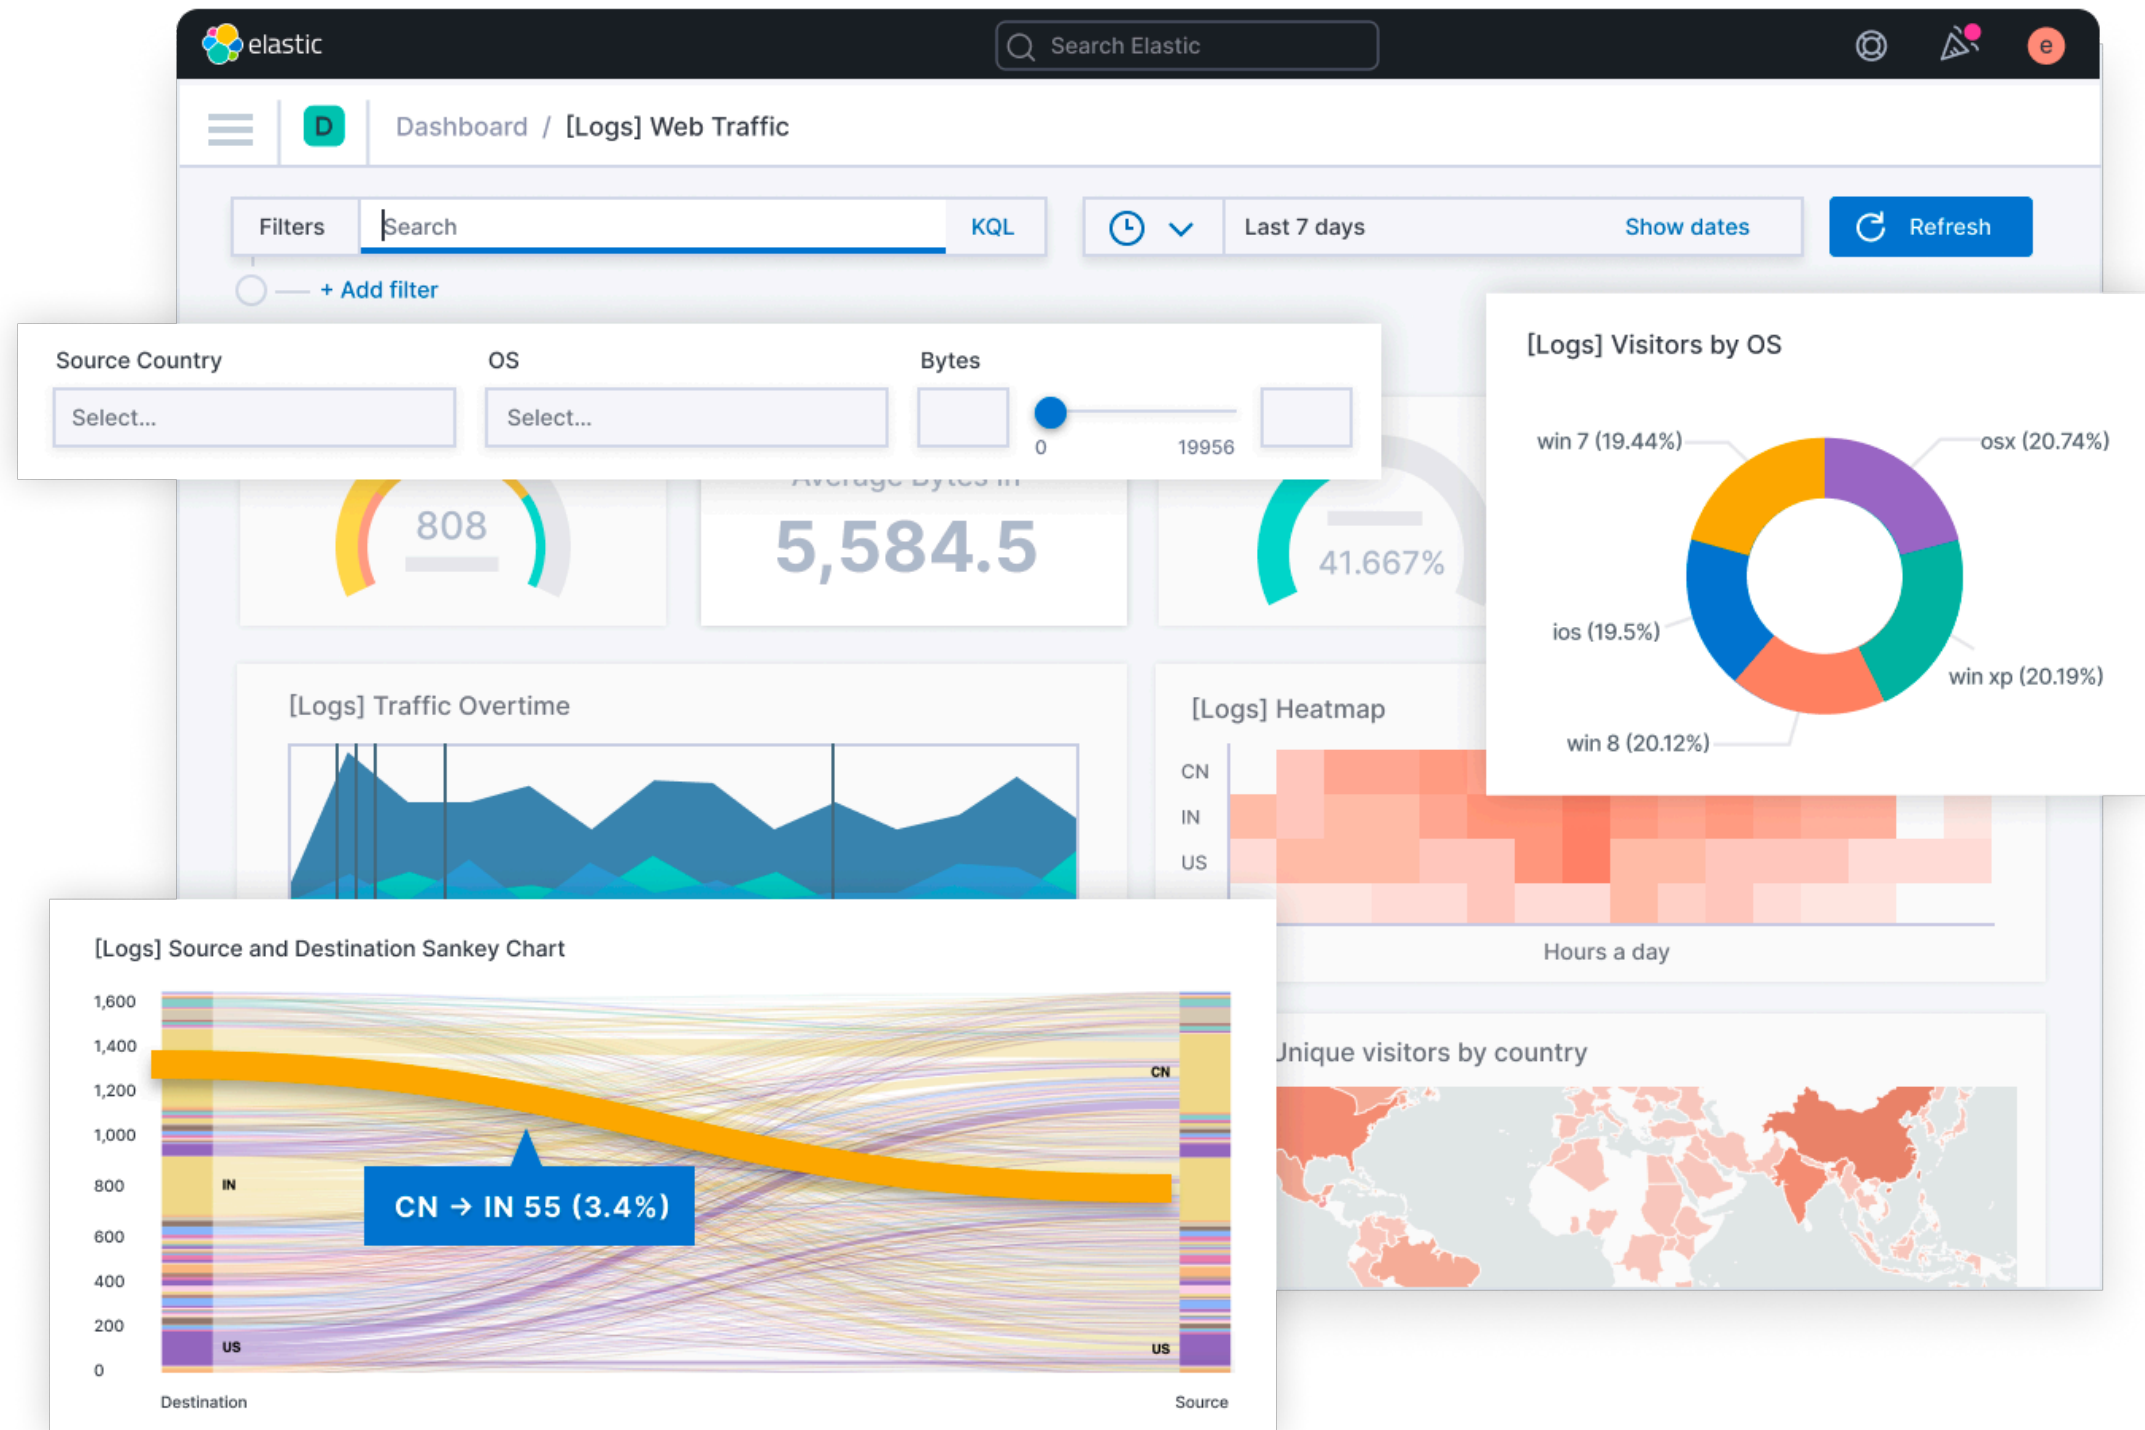 elastic
Search Elastic
e
D
Dashboard / [Logs] Web Traffic
Filters
Search
KQL
Last 7 days
Show dates
Refresh
+ Add filter
Source Country
OS
Bytes
Select...
Select...
0
19956
[Logs] Visitors by OS
win 7 (19.44%)
osx (20.74%)
ios (19.5%)
win xp (20.19%)
win 8 (20.12%)
808
Average Bytes in
5,584.5
41.667%
[Logs] Traffic Overtime
[Logs] Heatmap
CN
IN
US
Hours a day
[Logs] Source and Destination Sankey Chart
1,600
1,400
1,200
1,000
800
600
400
200
0
CN
IN
US
US
CN → IN 55 (3.4%)
Destination
Source
Unique visitors by country